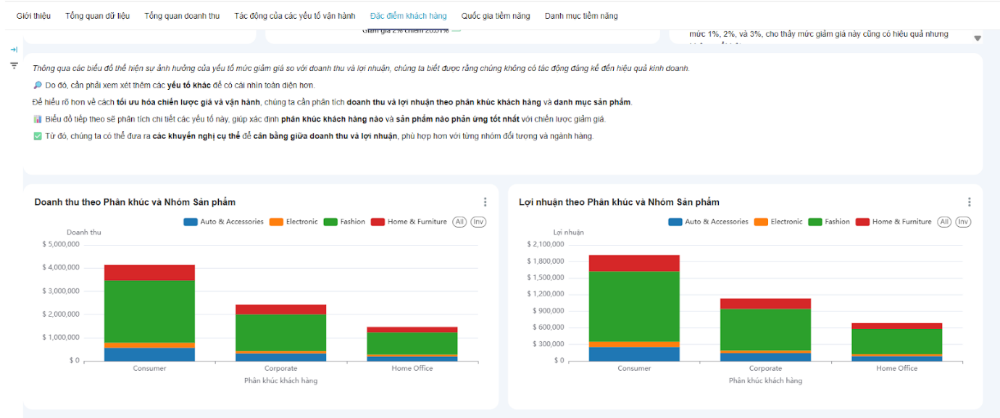 Giới thiệu Tổng quan dữ liệu Tổng quan doanh thu Tác động của các yếu tố vận hành Đặc điểm khách hàng Quốc gia tiềm năng Danh mục tiềm năng
Giảm giá 2% chiếm 20.01%
mức 1%, 2%, và 3%, cho thấy mức giảm giá này cũng có hiệu quả nhưng
Thông qua các biểu đồ thể hiện sự ảnh hưởng của yếu tố mức giảm giá so với doanh thu và lợi nhuận, chúng ta biết được rằng chúng không có tác động đáng kể đến hiệu quả kinh doanh.
🔎 Do đó, cần phải xem xét thêm các yếu tố khác để có cái nhìn toàn diện hơn.
Để hiểu rõ hơn về cách tối ưu hóa chiến lược giá và vận hành, chúng ta cần phân tích doanh thu và lợi nhuận theo phân khúc khách hàng và danh mục sản phẩm.
📊 Biểu đồ tiếp theo sẽ phân tích chi tiết các yếu tố này, giúp xác định phân khúc khách hàng nào và sản phẩm nào phản ứng tốt nhất với chiến lược giảm giá.
✅ Từ đó, chúng ta có thể đưa ra các khuyến nghị cụ thể để cân bằng giữa doanh thu và lợi nhuận, phù hợp hơn với từng nhóm đối tượng và ngành hàng.
Doanh thu theo Phân khúc và Nhóm Sản phẩm
Auto & Accessories Electronic Fashion Home & Furniture All Inv
Doanh thu
$ 5,000,000
$ 4,000,000
$ 3,000,000
$ 2,000,000
$ 1,000,000
$ 0
Consumer Corporate Home Office
Phân khúc khách hàng
Lợi nhuận theo Phân khúc và Nhóm Sản phẩm
Auto & Accessories Electronic Fashion Home & Furniture All Inv
Lợi nhuận
$ 2,100,000
$ 1,800,000
$ 1,500,000
$ 1,200,000
$ 900,000
$ 600,000
$ 300,000
$ 0
Consumer Corporate Home Office
Phân khúc khách hàng